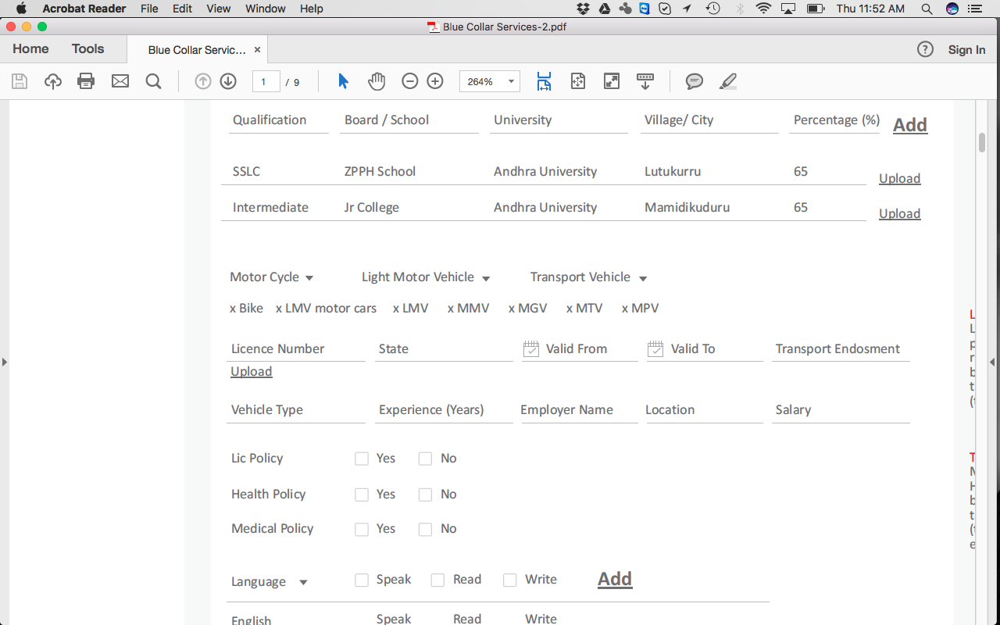 Acrobat Reader File Edit View Window Help Thu 11:52 AM
Blue Collar Services-2.pdf
Home Tools Blue Collar Servic... × ? Sign In
1 / 9 264%
Qualification Board / School University Village/ City Percentage (%) Add
SSLC ZPPH School Andhra University Lutukurru 65 Upload
Intermediate Jr College Andhra University Mamidikuduru 65 Upload
Motor Cycle Light Motor Vehicle Transport Vehicle
x Bike x LMV motor cars x LMV x MMV x MGV x MTV x MPV
Licence Number State Valid From Valid To Transport Endosment
Upload
Vehicle Type Experience (Years) Employer Name Location Salary
Lic Policy Yes No
Health Policy Yes No
Medical Policy Yes No
Language Speak Read Write Add
English Speak Read Write